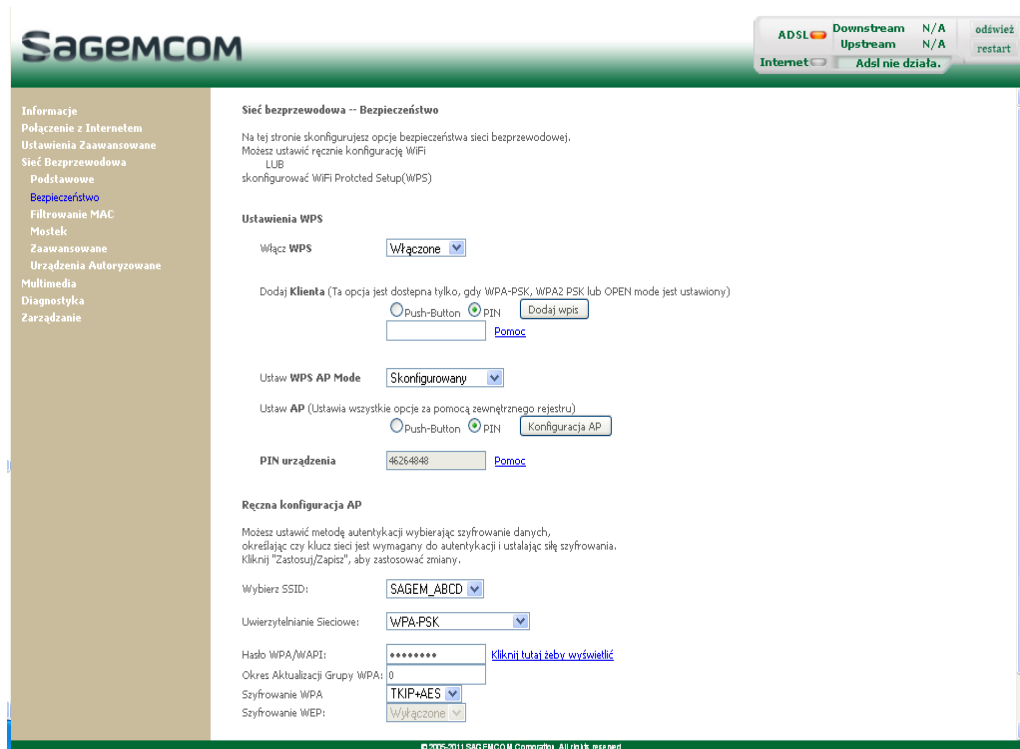 SAGEMCOM
ADSL Downstream N/A
Upstream N/A
Internet Adsl nie działa.
odśwież
restart
Informacje
Połączenie z Internetem
Ustawienia Zaawansowane
Sieć Bezprzewodowa
Podstawowe
Bezpieczeństwo
Filtrowanie MAC
Mostek
Zaawansowane
Urządzenia Autoryzowane
Multimedia
Diagnostyka
Zarządzanie
Sieć bezprzewodowa -- Bezpieczeństwo
Na tej stronie skonfigurujesz opcje bezpieczeństwa sieci bezprzewodowej.
Możesz ustawić ręcznie konfigurację WiFi
LUB
skonfigurować WiFi Protcted Setup(WPS)
Ustawienia WPS
Włącz WPS Włączone
Dodaj Klienta (Ta opcja jest dostepna tylko, gdy WPA-PSK, WPA2 PSK lub OPEN mode jest ustawiony)
Push-Button PIN Dodaj wpis
Pomoc
Ustaw WPS AP Mode Skonfigurowany
Ustaw AP (Ustawia wszystkie opcje za pomocą zewnętrznego rejestru)
Push-Button PIN Konfiguracja AP
PIN urządzenia 46264848 Pomoc
Ręczna konfiguracja AP
Możesz ustawić metodę autentykacji wybierając szyfrowanie danych,
określając czy klucz sieci jest wymagany do autentykacji i ustalając siłę szyfrowania.
Kliknij "Zastosuj/Zapisz", aby zastosować zmiany.
Wybierz SSID: SAGEM_ABCD
Uwierzytelnianie Sieciowe: WPA-PSK
Hasło WPA/WAPI: •••••••• Kliknij tutaj żeby wyświetlić
Okres Aktualizacji Grupy WPA: 0
Szyfrowanie WPA TKIP+AES
Szyfrowanie WEP: Wyłączone
© 2005-2011 SAGEMCOM Corporation. All rights reserved.